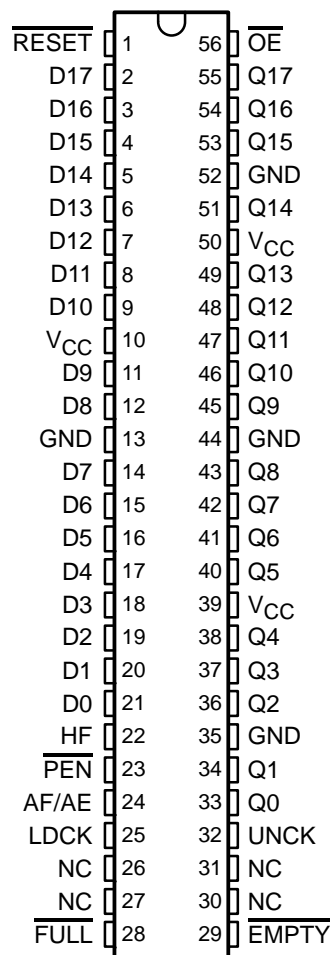 RESET 1 56 OE
D17 2 55 Q17
D16 3 54 Q16
D15 4 53 Q15
D14 5 52 GND
D13 6 51 Q14
D12 7 50 VCC
D11 8 49 Q13
D10 9 48 Q12
VCC 10 47 Q11
D9 11 46 Q10
D8 12 45 Q9
GND 13 44 GND
D7 14 43 Q8
D6 15 42 Q7
D5 16 41 Q6
D4 17 40 Q5
D3 18 39 VCC
D2 19 38 Q4
D1 20 37 Q3
D0 21 36 Q2
HF 22 35 GND
PEN 23 34 Q1
AF/AE 24 33 Q0
LDCK 25 32 UNCK
NC 26 31 NC
NC 27 30 NC
FULL 28 29 EMPTY